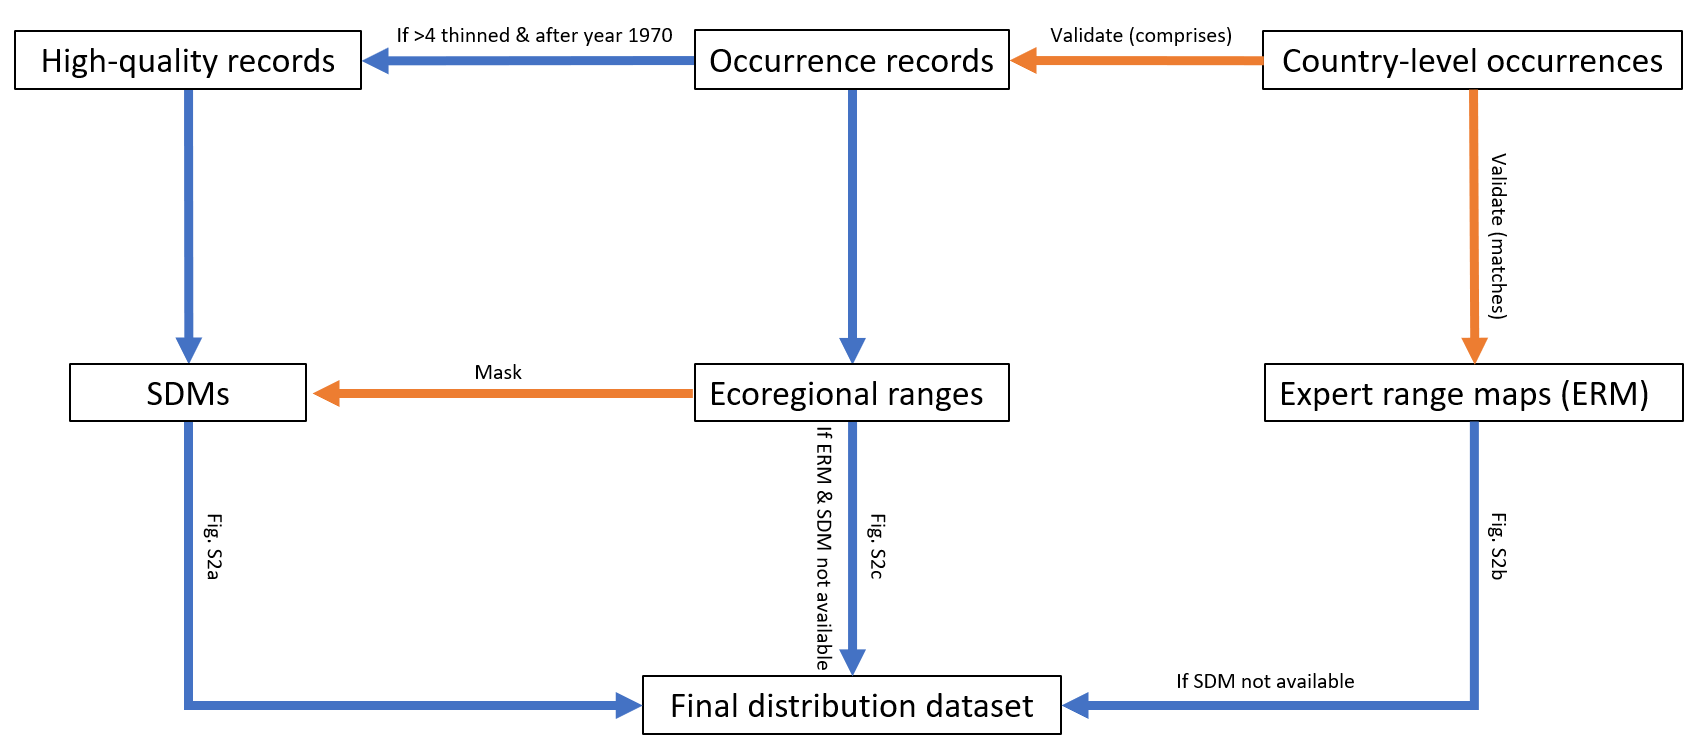 High-quality records
If >4 thinned & after year 1970
Occurrence records
Validate (comprises)
Country-level occurrences
Validate (matches)
SDMs
Mask
Ecoregional ranges
Expert range maps (ERM)
Fig. S2a
If ERM & SDM not available
Fig. S2c
Fig. S2b
If SDM not available
Final distribution dataset